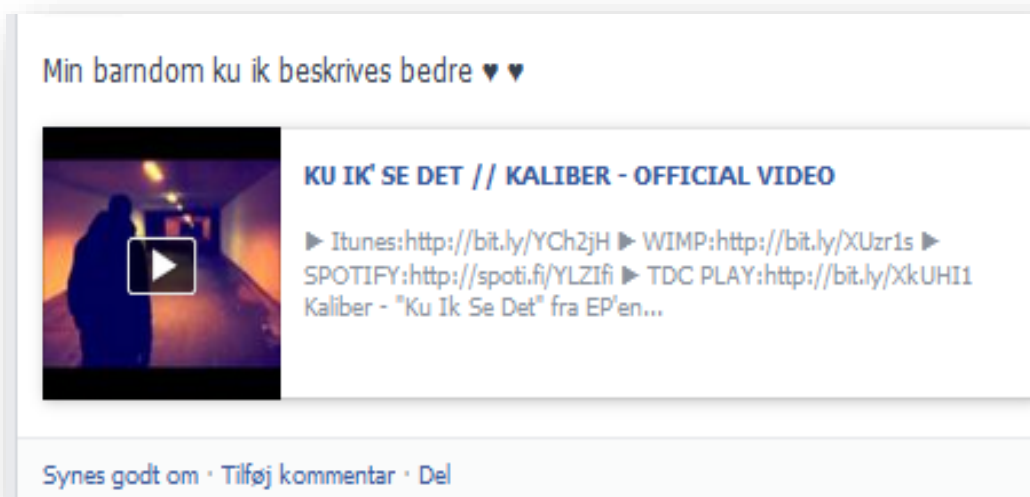 Min barndom ku ik beskrives bedre ♥ ♥
KU IK' SE DET // KALIBER - OFFICIAL VIDEO
▶ Itunes:http://bit.ly/YCh2jH ▶ WIMP:http://bit.ly/XUzr1s ▶
SPOTIFY:http://spoti.fi/YLZIfi ▶ TDC PLAY:http://bit.ly/XkUHI1
Kaliber - "Ku Ik Se Det" fra EP'en...
Synes godt om · Tilføj kommentar · Del